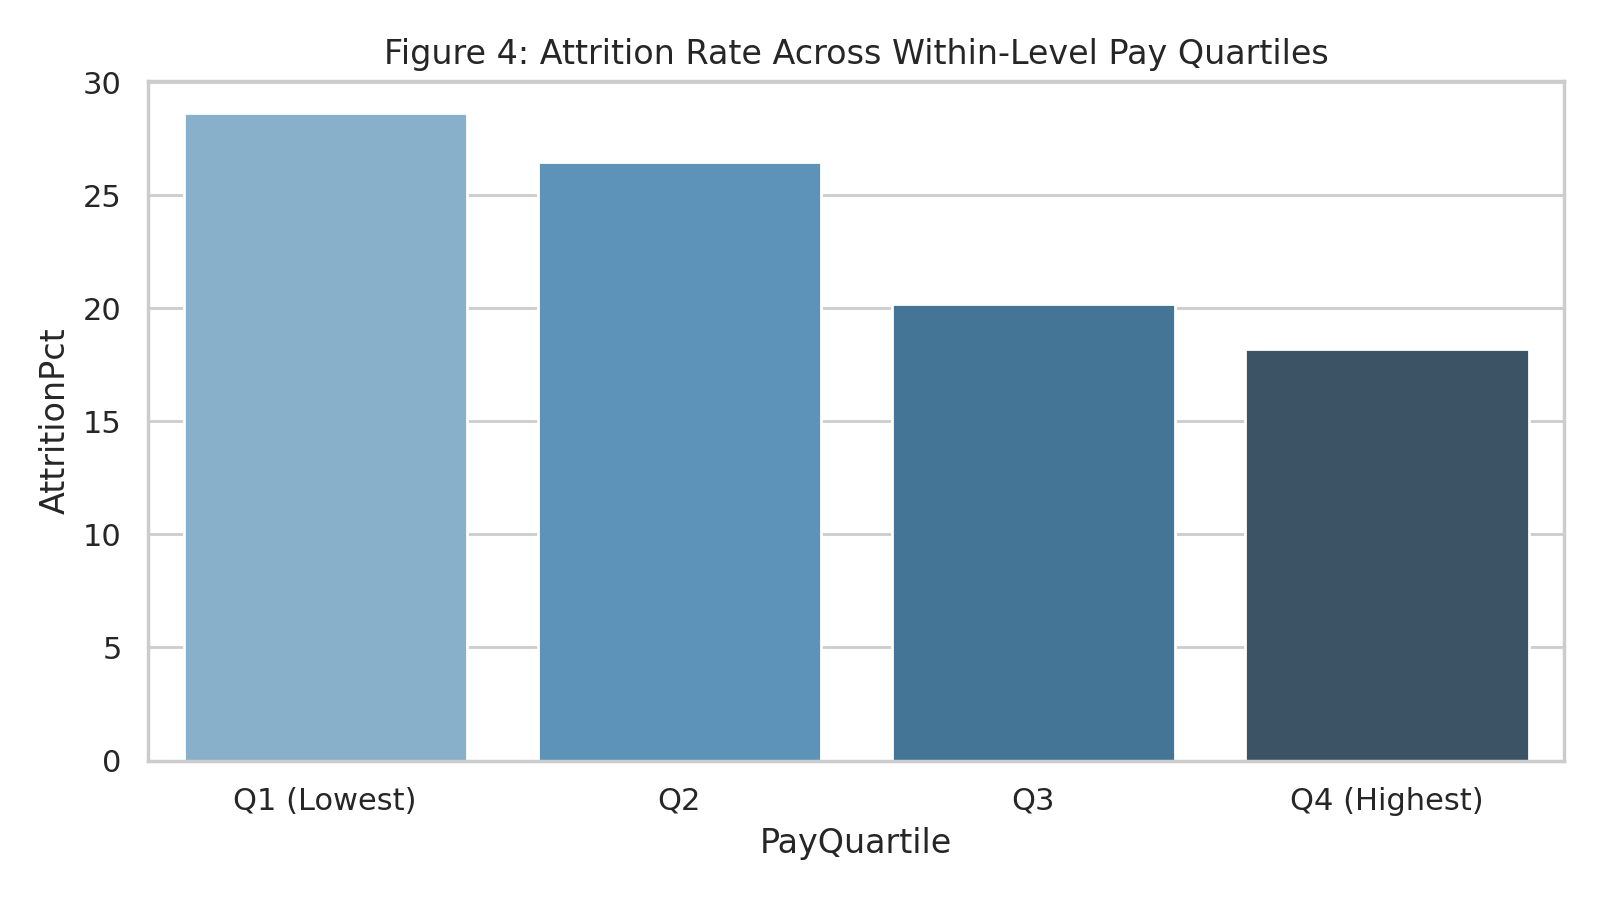 Figure 4: Attrition Rate Across Within-Level Pay Quartiles
30
25
20
15
10
5
0
AttritionPct
Q1 (Lowest)
Q2
Q3
Q4 (Highest)
PayQuartile